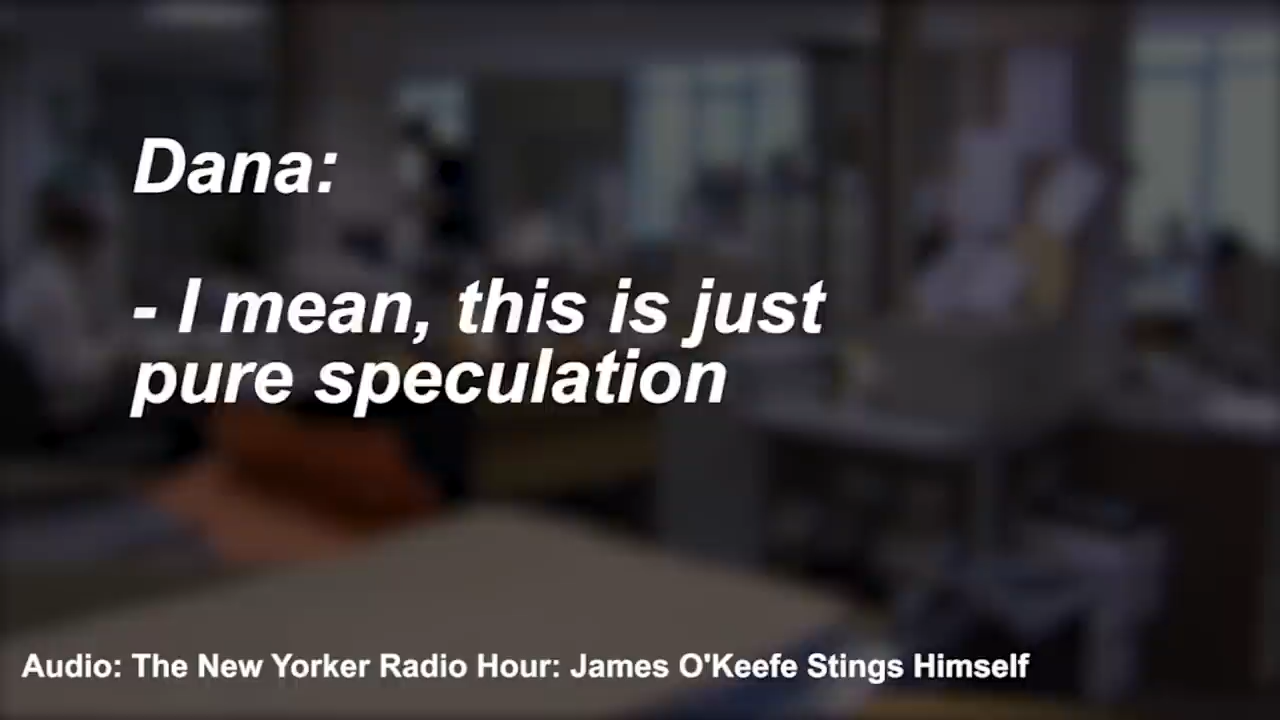 Dana:
- I mean, this is just
pure speculation
Audio: The New Yorker Radio Hour: James O'Keefe Stings Himself